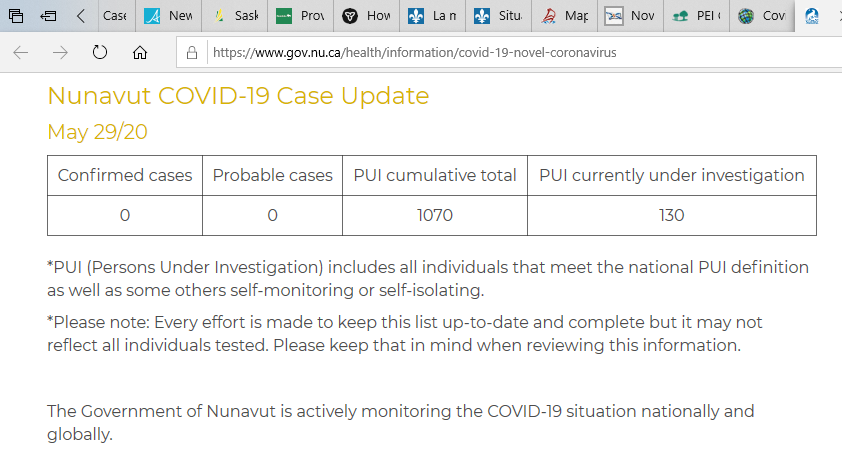 Case Nev Sask Prov How La n Situ Map Nov PEI Cov
https://www.gov.nu.ca/health/information/covid-19-novel-coronavirus
Nunavut COVID-19 Case Update
May 29/20
Confirmed cases Probable cases PUI cumulative total PUI currently under investigation
0 0 1070 130
*PUI (Persons Under Investigation) includes all individuals that meet the national PUI definition
as well as some others self-monitoring or self-isolating.
*Please note: Every effort is made to keep this list up-to-date and complete but it may not
reflect all individuals tested. Please keep that in mind when reviewing this information.
The Government of Nunavut is actively monitoring the COVID-19 situation nationally and
globally.